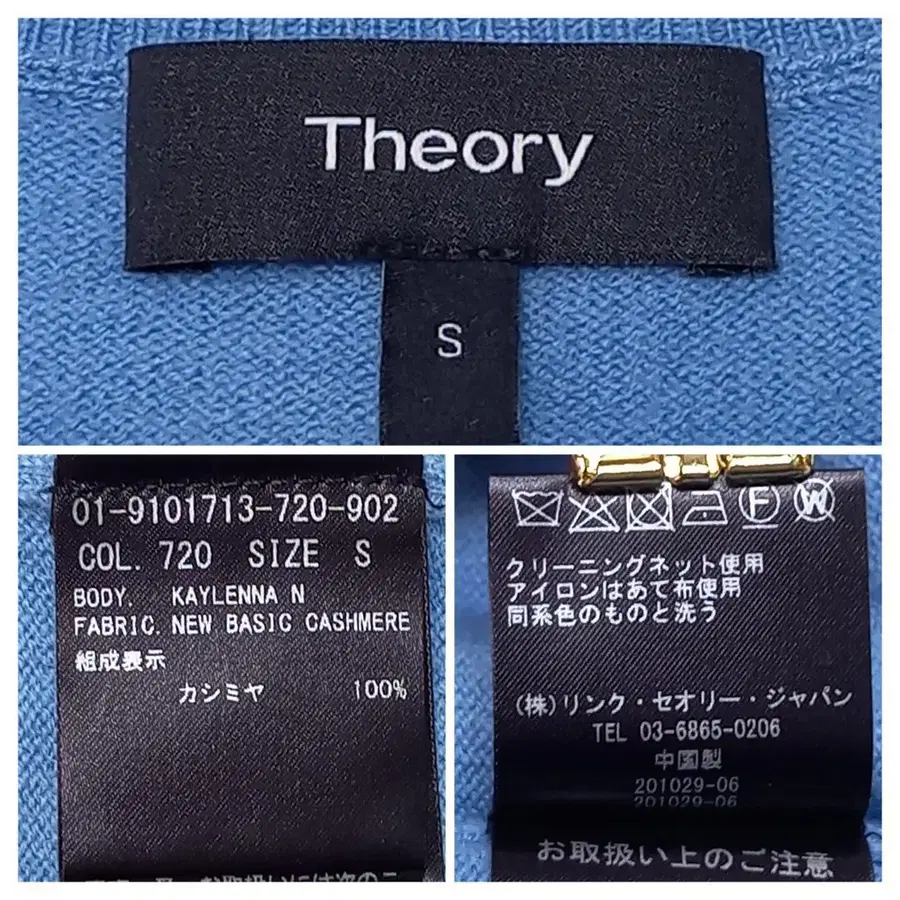 Theory
S
01-9101713-720-902
COL. 720 SIZE S
BODY. KAYLENNA N
FABRIC. NEW BASIC CASHMERE
組成表示
カシミヤ 100%
クリーニングネット使用
アイロンはあて布使用
同系色のものと洗う
(株)リンク・セオリー・ジャパン
TEL 03-6865-0206
中国製
201029-06
201029-06
お取扱い上のご注意